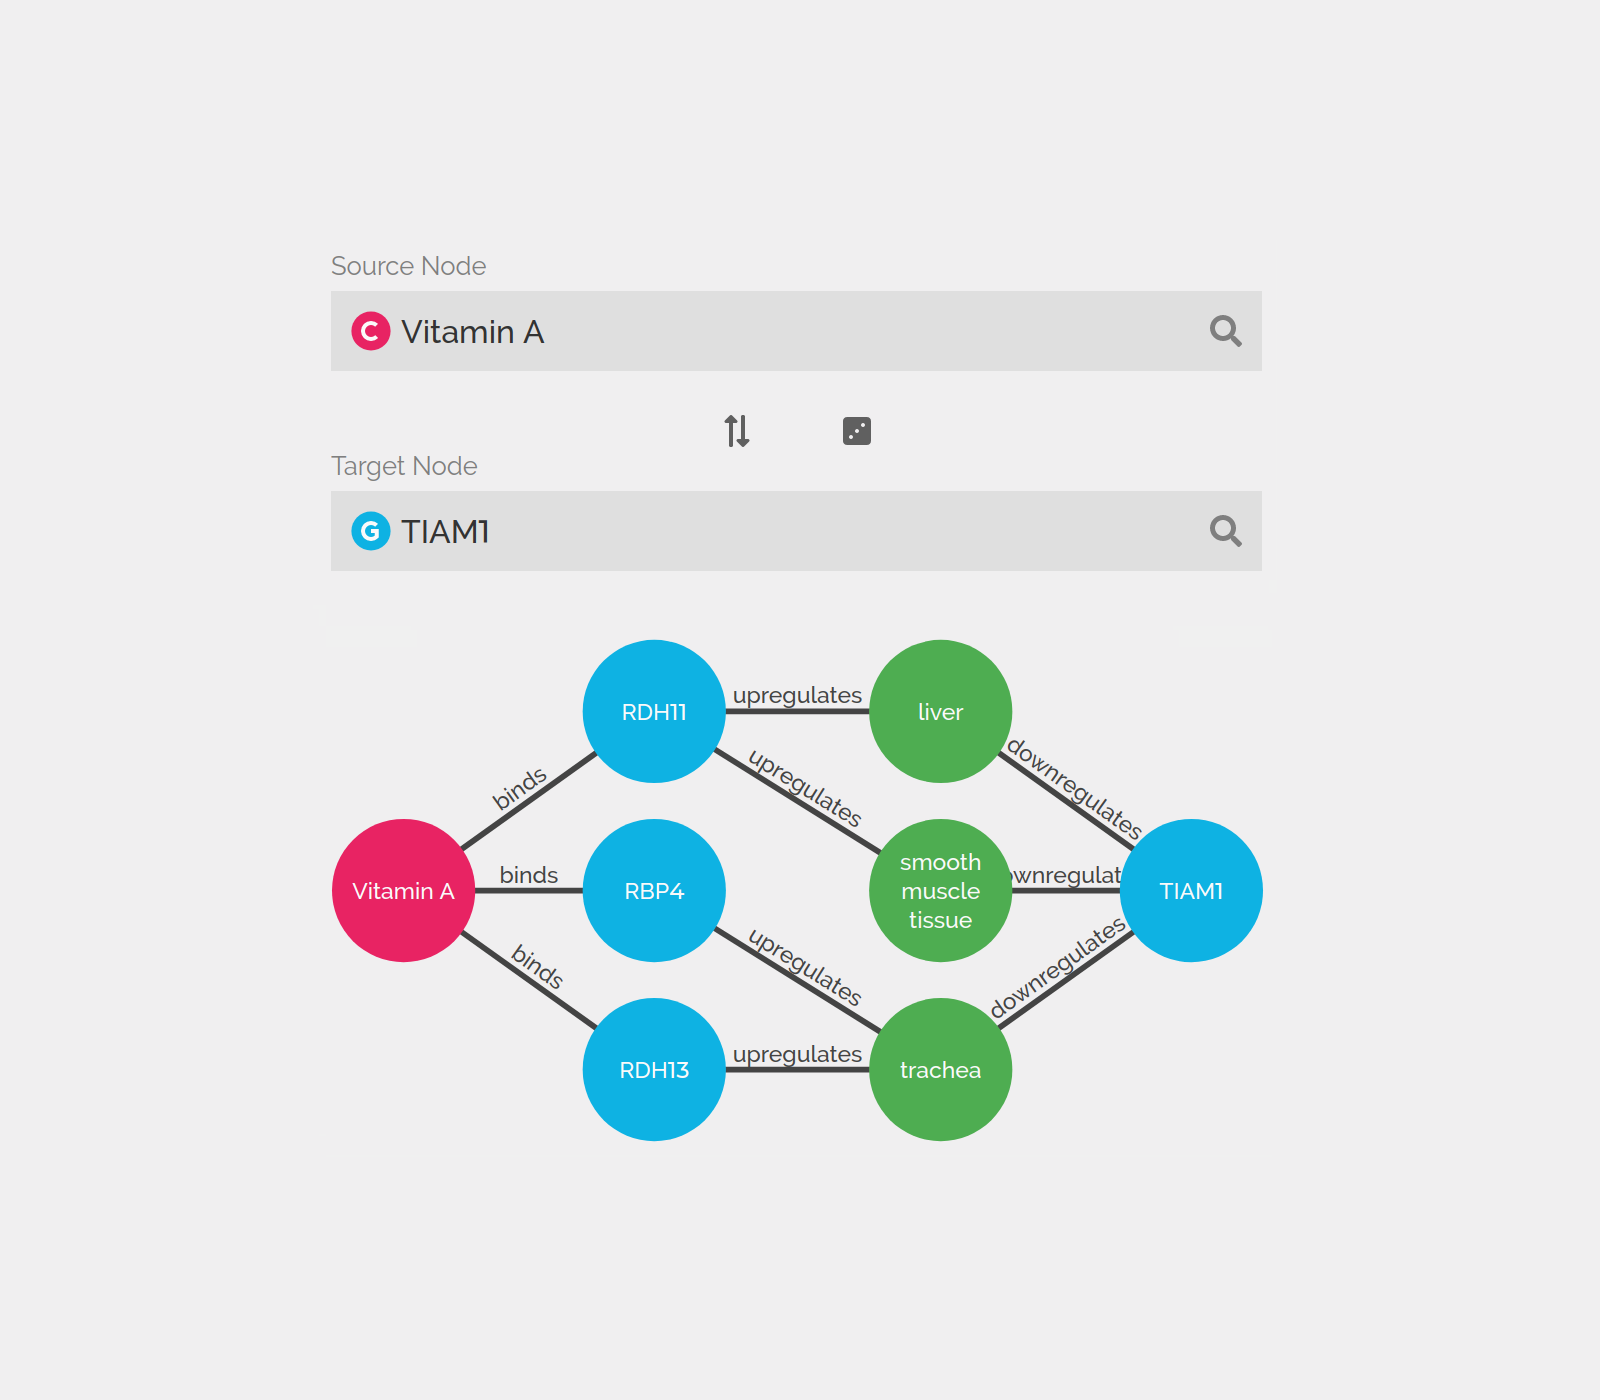 Source Node
C Vitamin A
Target Node
G TIAM1
RDH11
upregulates
liver
binds
upregulates
downregulates
Vitamin A
binds
RBP4
smooth
muscle
tissue
TIAM1
binds
upregulates
downregulates
RDH13
upregulates
trachea